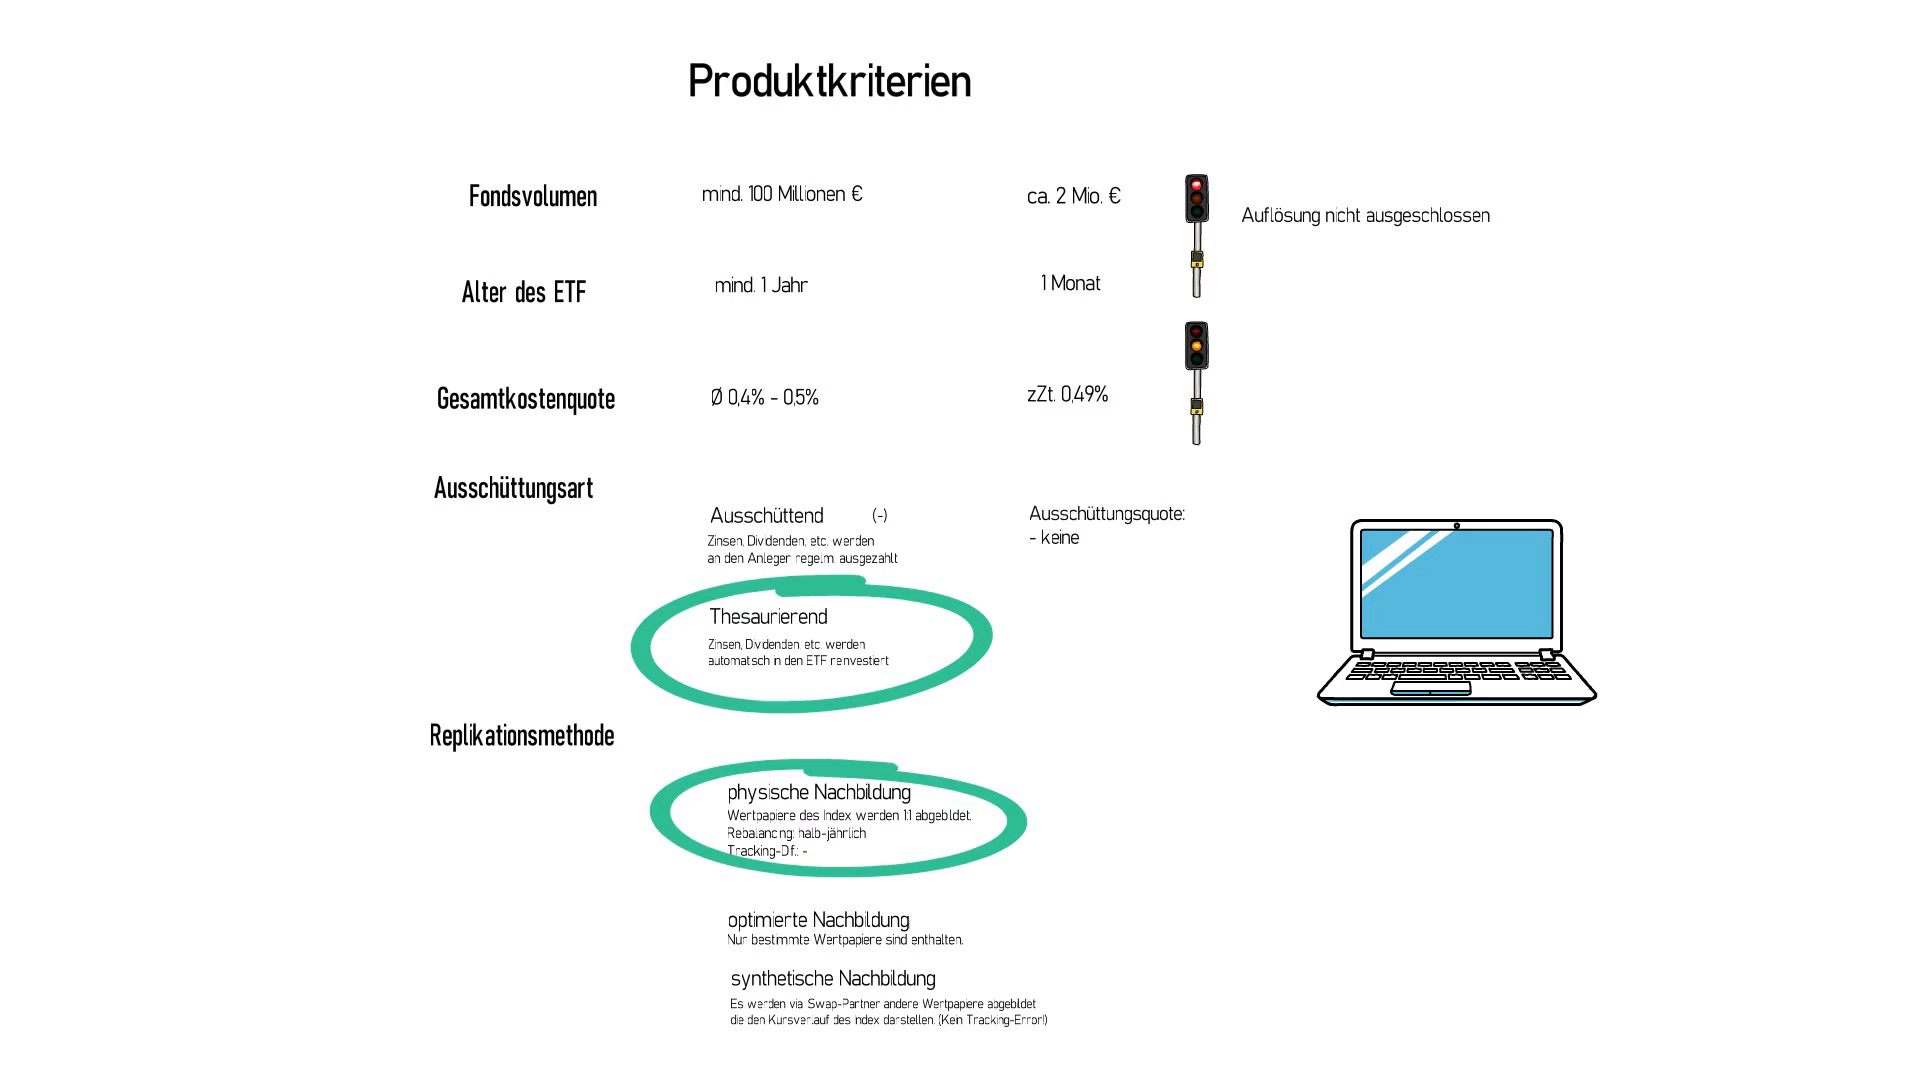 Produktkriterien
Fondsvolumen
mind. 100 Millionen €
ca. 2 Mio. €
Auflösung nicht ausgeschlossen
Alter des ETF
mind. 1 Jahr
1 Monat
Gesamtkostenquote
Ø 0,4% - 0,5%
zZt. 0,49%
Ausschüttungsart
Ausschüttend (-)
Zinsen, Dividenden, etc. werden
an den Anleger regelm. ausgezahlt
Ausschüttungsquote:
- keine
Thesaurierend
Zinsen, Dividenden, etc. werden
automatisch in den ETF reinvestiert
Replikationsmethode
physische Nachbildung
Wertpapiere des Index werden 1:1 abgebildet.
Rebalancing: halb-jährlich
Tracking-Dif.: -
optimierte Nachbildung
Nur bestimmte Wertpapiere sind enthalten.
synthetische Nachbildung
Es werden via Swap-Partner andere Wertpapiere abgebildet
die den Kursverlauf des Index darstellen. (Kein Tracking-Error!)